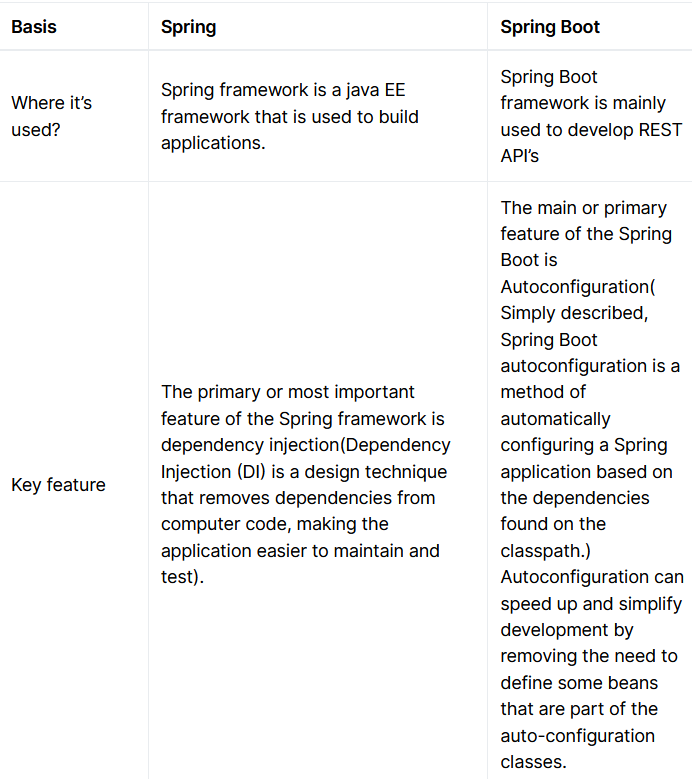 Basis
Spring
Spring Boot
Where it’s
used?
Spring framework is a java EE
framework that is used to build
applications.
Spring Boot
framework is mainly
used to develop REST
API’s
Key feature
The primary or most important
feature of the Spring framework is
dependency injection(Dependency
Injection (DI) is a design technique
that removes dependencies from
computer code, making the
application easier to maintain and
test).
The main or primary
feature of the Spring
Boot is
Autoconfiguration(
Simply described,
Spring Boot
autoconfiguration is a
method of
automatically
configuring a Spring
application based on
the dependencies
found on the
classpath.)
Autoconfiguration can
speed up and simplify
development by
removing the need to
define some beans
that are part of the
auto-configuration
classes.